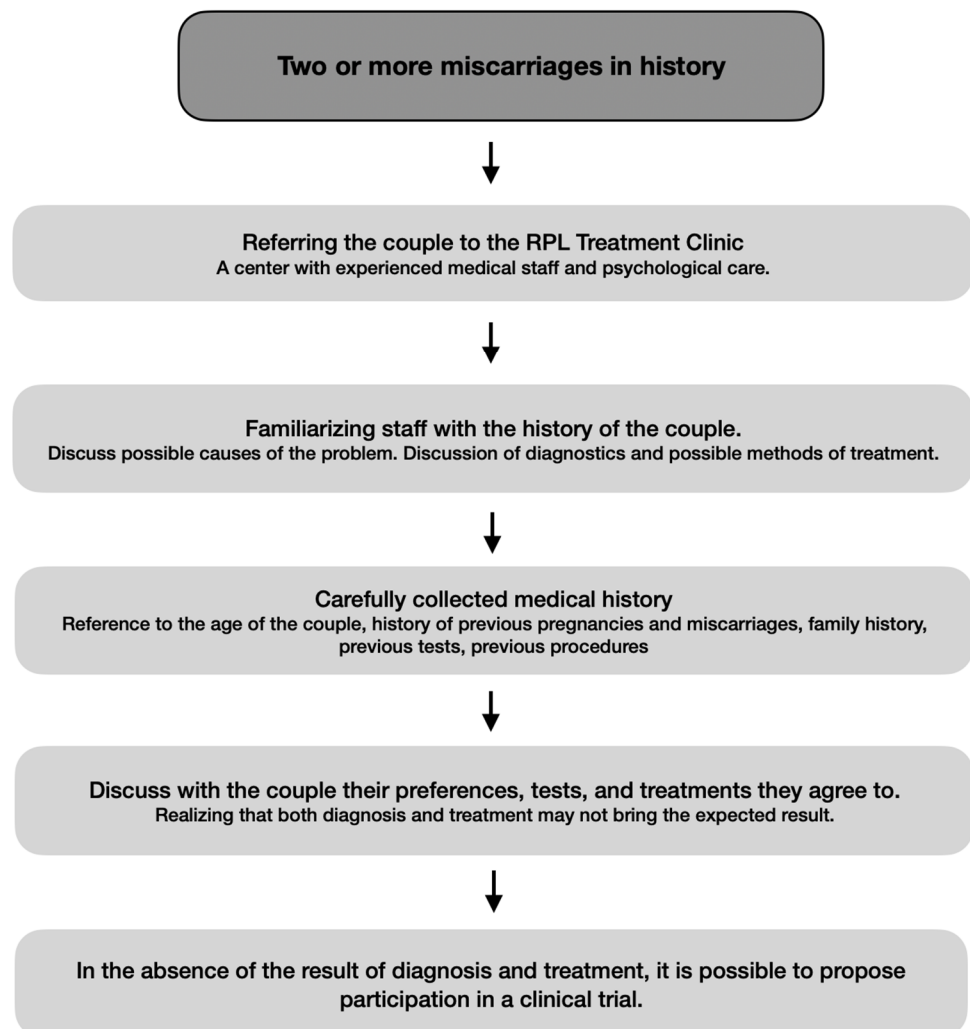 Two or more miscarriages in history
Referring the couple to the RPL Treatment Clinic
A center with experienced medical staff and psychological care.
Familiarizing staff with the history of the couple.
Discuss possible causes of the problem. Discussion of diagnostics and possible methods of treatment.
Carefully collected medical history
Reference to the age of the couple, history of previous pregnancies and miscarriages, family history,
previous tests, previous procedures
Discuss with the couple their preferences, tests, and treatments they agree to.
Realizing that both diagnosis and treatment may not bring the expected result.
In the absence of the result of diagnosis and treatment, it is possible to propose
participation in a clinical trial.